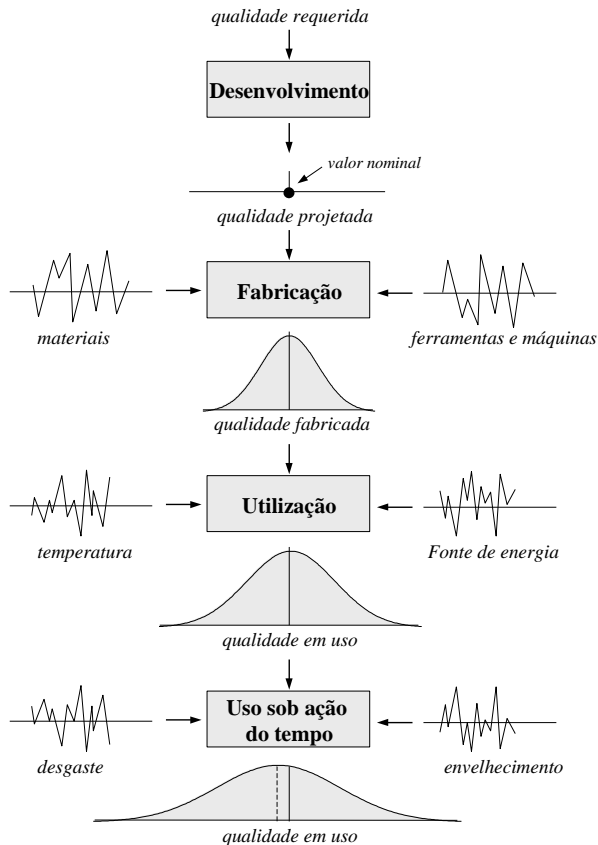 qualidade requerida
Desenvolvimento
valor nominal
qualidade projetada
Fabricação
materiais
ferramentas e máquinas
qualidade fabricada
Utilização
temperatura
Fonte de energia
qualidade em uso
Uso sob ação
do tempo
desgaste
envelhecimento
qualidade em uso